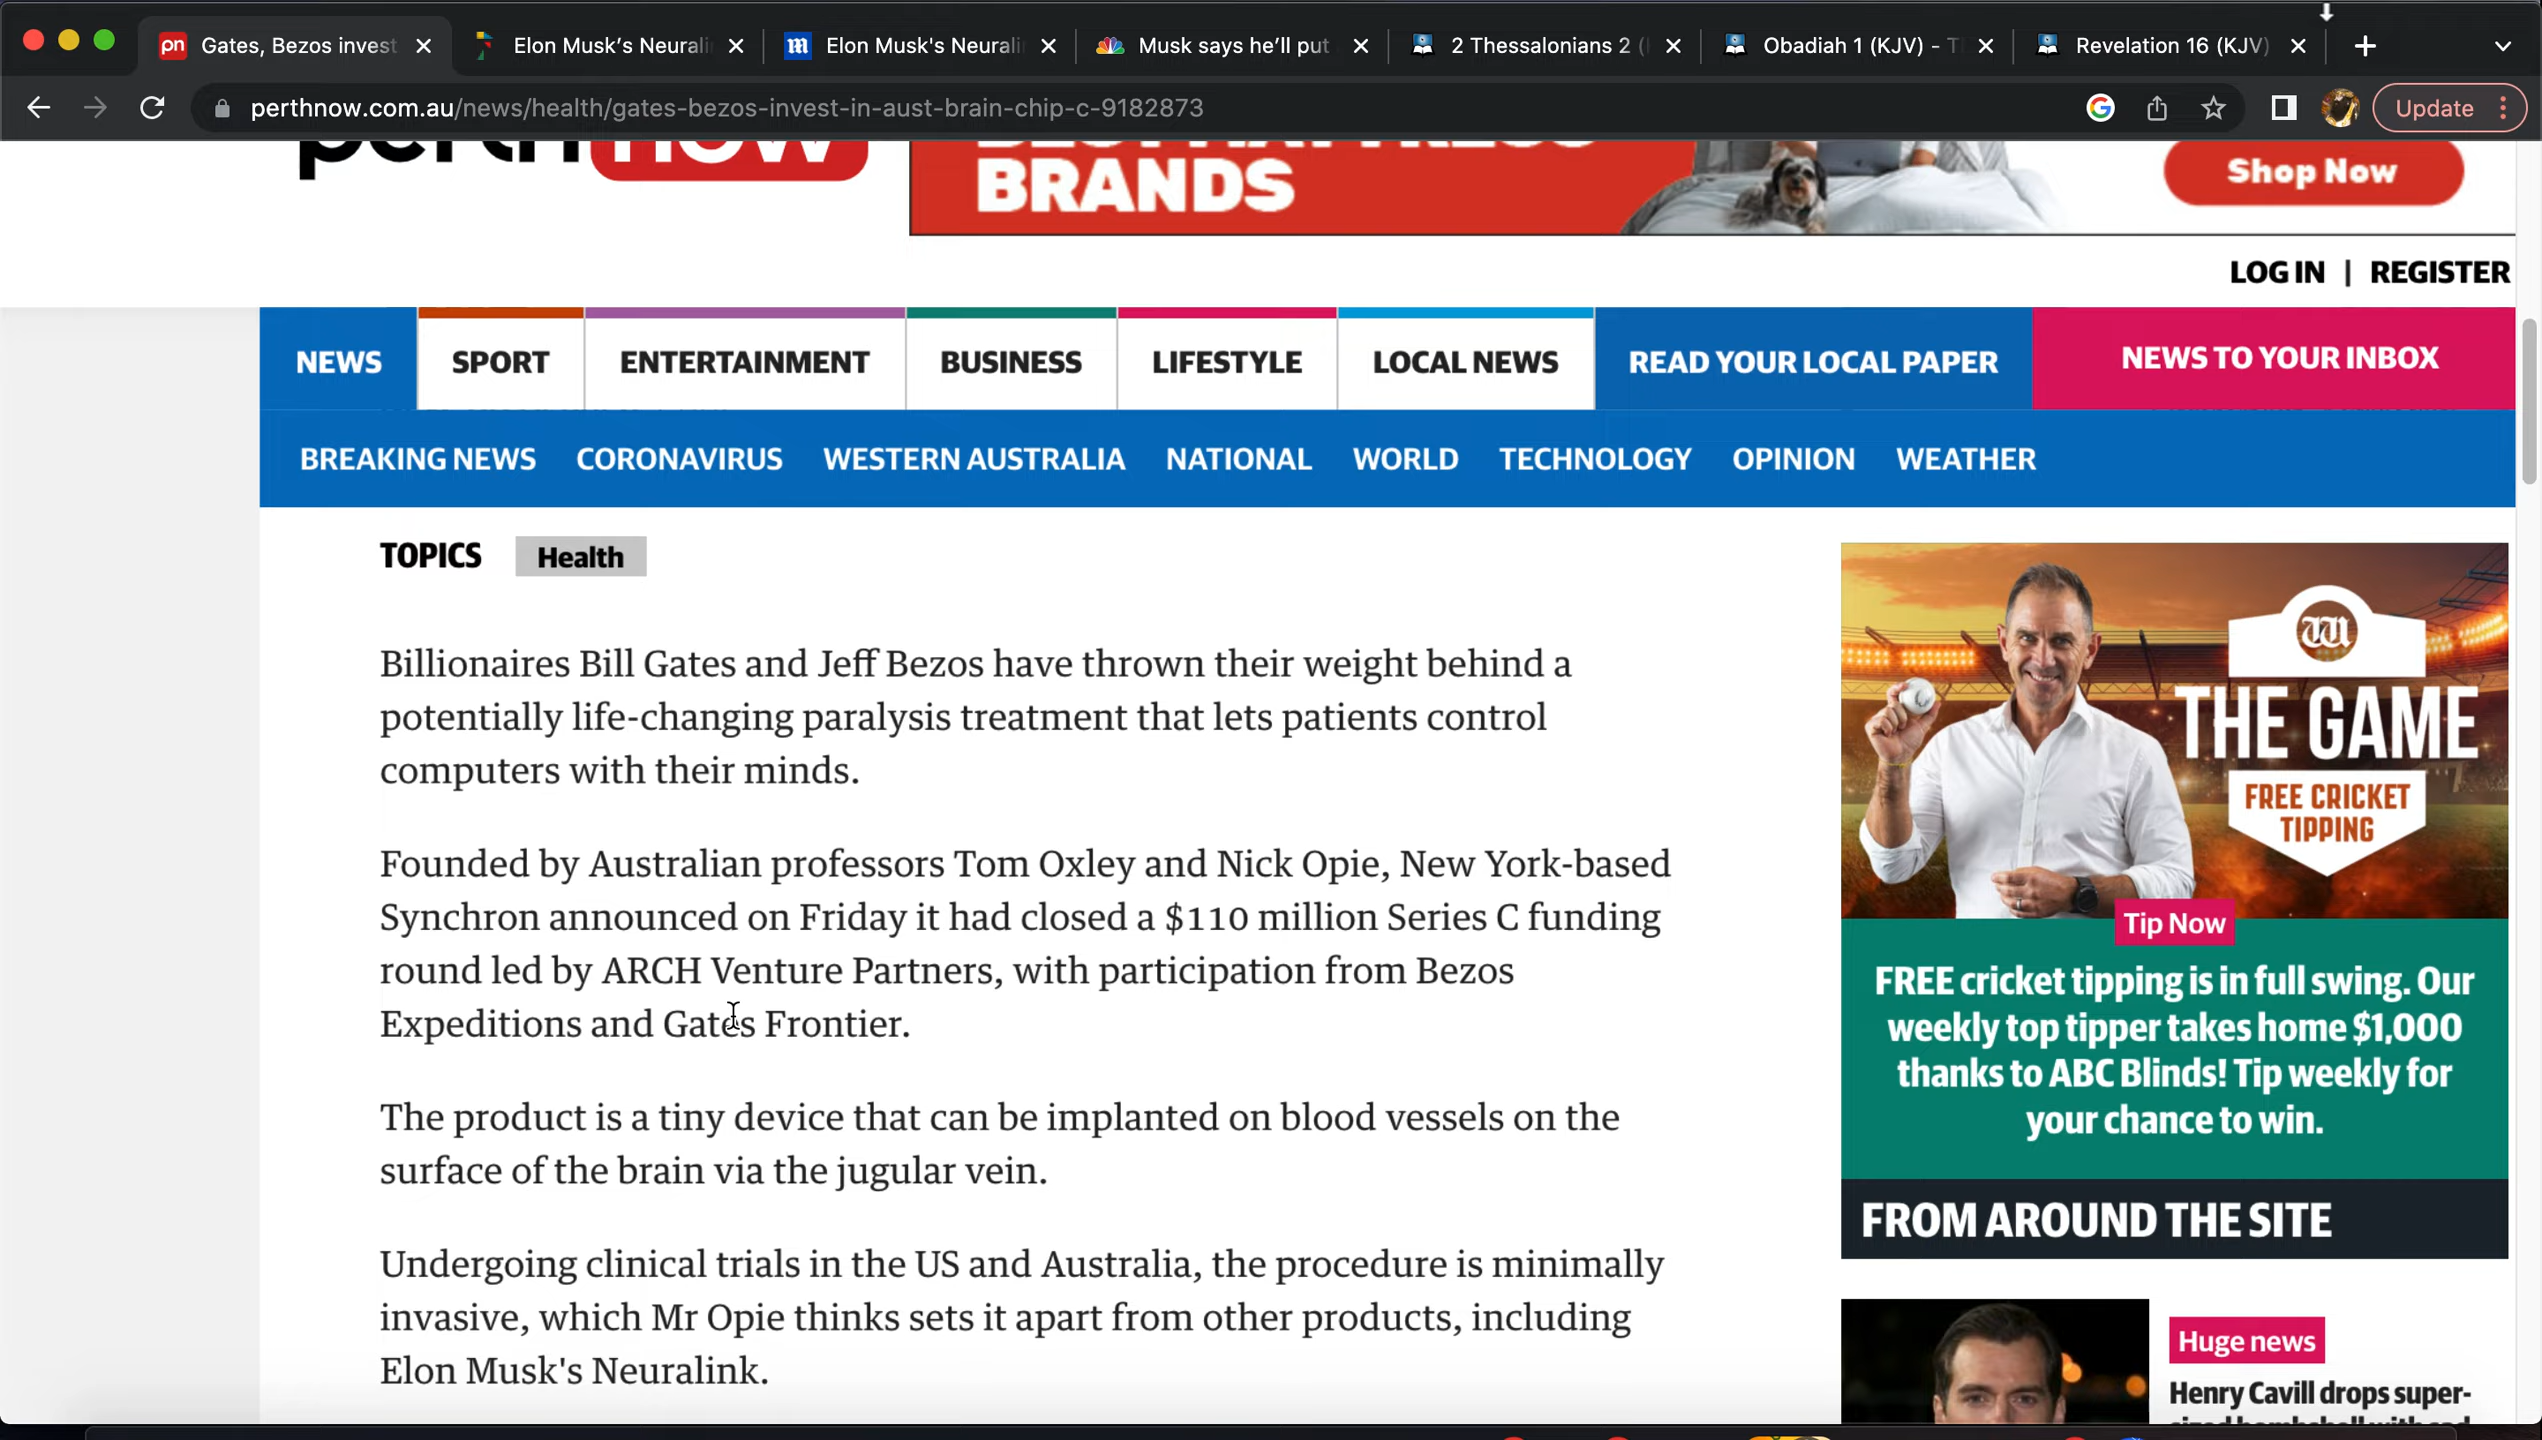 pn Gates, Bezos invest
Elon Musk's Neurali
m Elon Musk's Neurali
Musk says he'll put
2 Thessalonians 2 (
Obadiah 1 (KJV) - T
Revelation 16 (KJV)
perthnow.com.au/news/health/gates-bezos-invest-in-aust-brain-chip-c-9182873
G
Update
perthnow
BEST MATTRESS
BRANDS
Shop Now
LOG IN | REGISTER
NEWS SPORT ENTERTAINMENT BUSINESS LIFESTYLE LOCAL NEWS READ YOUR LOCAL PAPER NEWS TO YOUR INBOX
BREAKING NEWS CORONAVIRUS WESTERN AUSTRALIA NATIONAL WORLD TECHNOLOGY OPINION WEATHER
TOPICS Health
Billionaires Bill Gates and Jeff Bezos have thrown their weight behind a
potentially life-changing paralysis treatment that lets patients control
computers with their minds.
Founded by Australian professors Tom Oxley and Nick Opie, New York-based
Synchron announced on Friday it had closed a $110 million Series C funding
round led by ARCH Venture Partners, with participation from Bezos
Expeditions and Gates Frontier.
The product is a tiny device that can be implanted on blood vessels on the
surface of the brain via the jugular vein.
Undergoing clinical trials in the US and Australia, the procedure is minimally
invasive, which Mr Opie thinks sets it apart from other products, including
Elon Musk's Neuralink.
W
THE GAME
FREE CRICKET
TIPPING
Tip Now
FREE cricket tipping is in full swing. Our
weekly top tipper takes home $1,000
thanks to ABC Blinds! Tip weekly for
your chance to win.
FROM AROUND THE SITE
Huge news
Henry Cavill drops super-